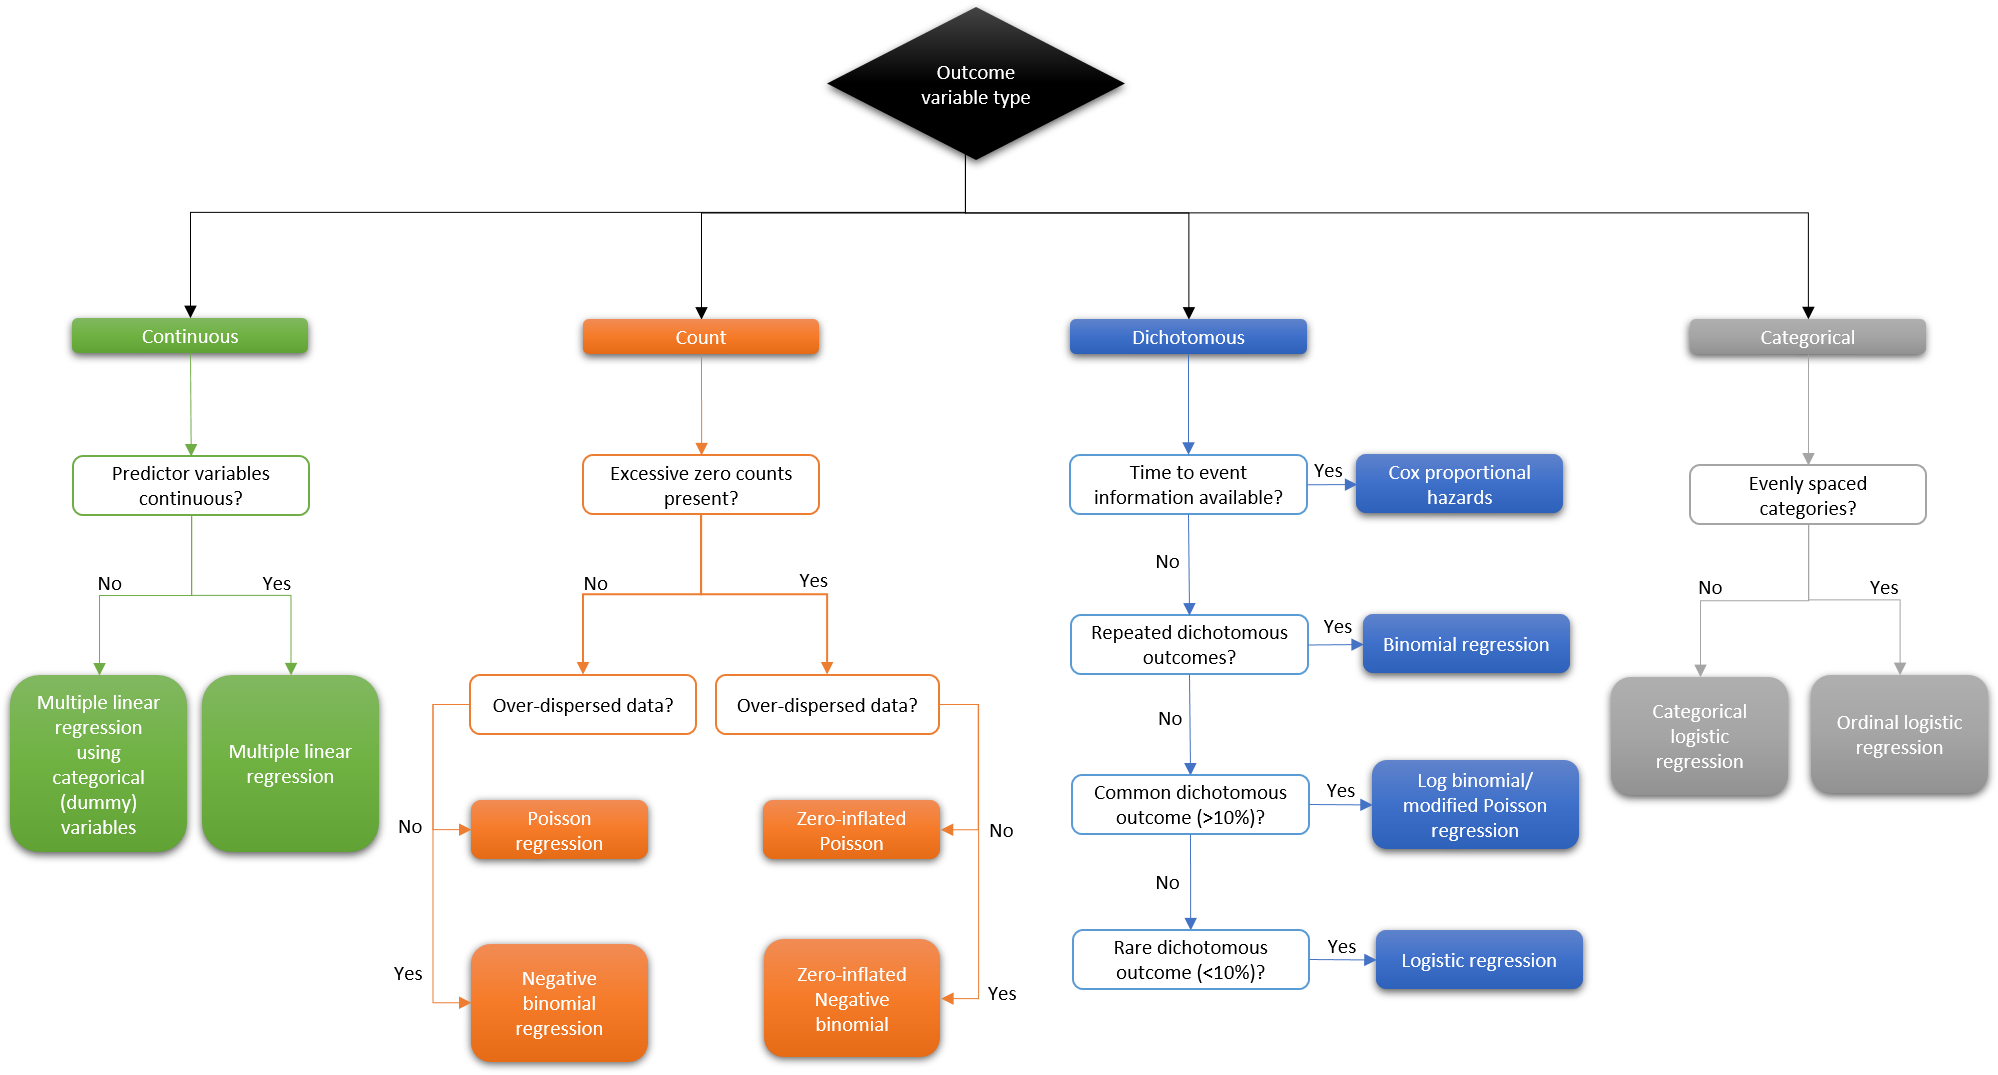 Outcome
variable type
Continuous
Count
Dichotomous
Categorical
Predictor variables
continuous?
No
Yes
Multiple linear
regression
using
categorical
(dummy)
variables
Multiple linear
regression
Excessive zero counts
present?
No
Yes
Over-dispersed data?
Over-dispersed data?
No
Poisson
regression
Yes
Negative
binomial
regression
Zero-inflated
Poisson
No
Zero-inflated
Negative
binomial
Yes
Time to event
information available?
Yes
Cox proportional
hazards
No
Repeated dichotomous
outcomes?
Yes
Binomial regression
No
Common dichotomous
outcome (>10%)?
Yes
Log binomial/
modified Poisson
regression
No
Rare dichotomous
outcome (<10%)?
Yes
Logistic regression
Evenly spaced
categories?
No
Yes
Categorical
logistic
regression
Ordinal logistic
regression